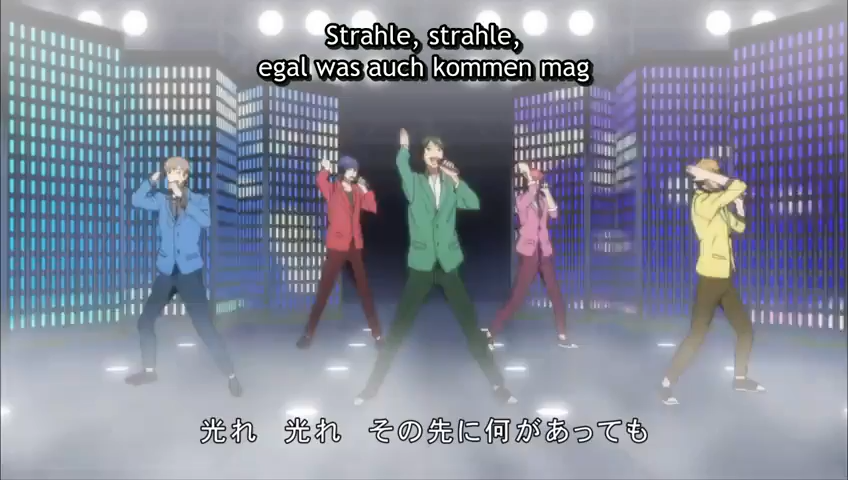 Strahle, strahle,
egal was auch kommen mag
光れ 光れ その先に何があっても